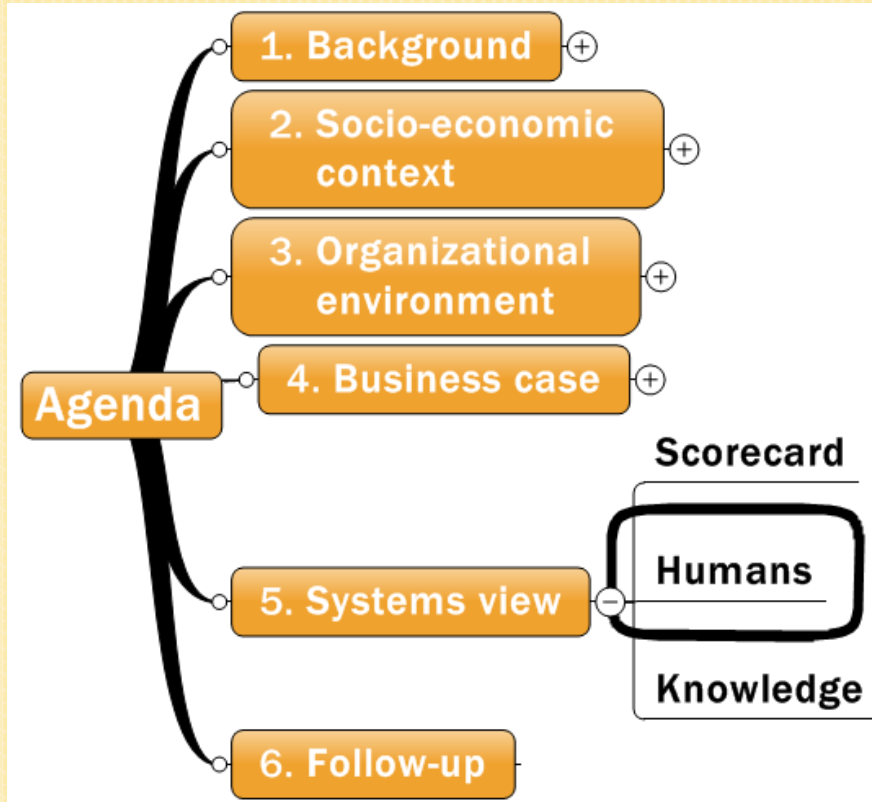 1. Background
2. Socio-economic
context
3. Organizational
environment
4. Business case
Agenda
Scorecard
Humans
5. Systems view
Knowledge
6. Follow-up